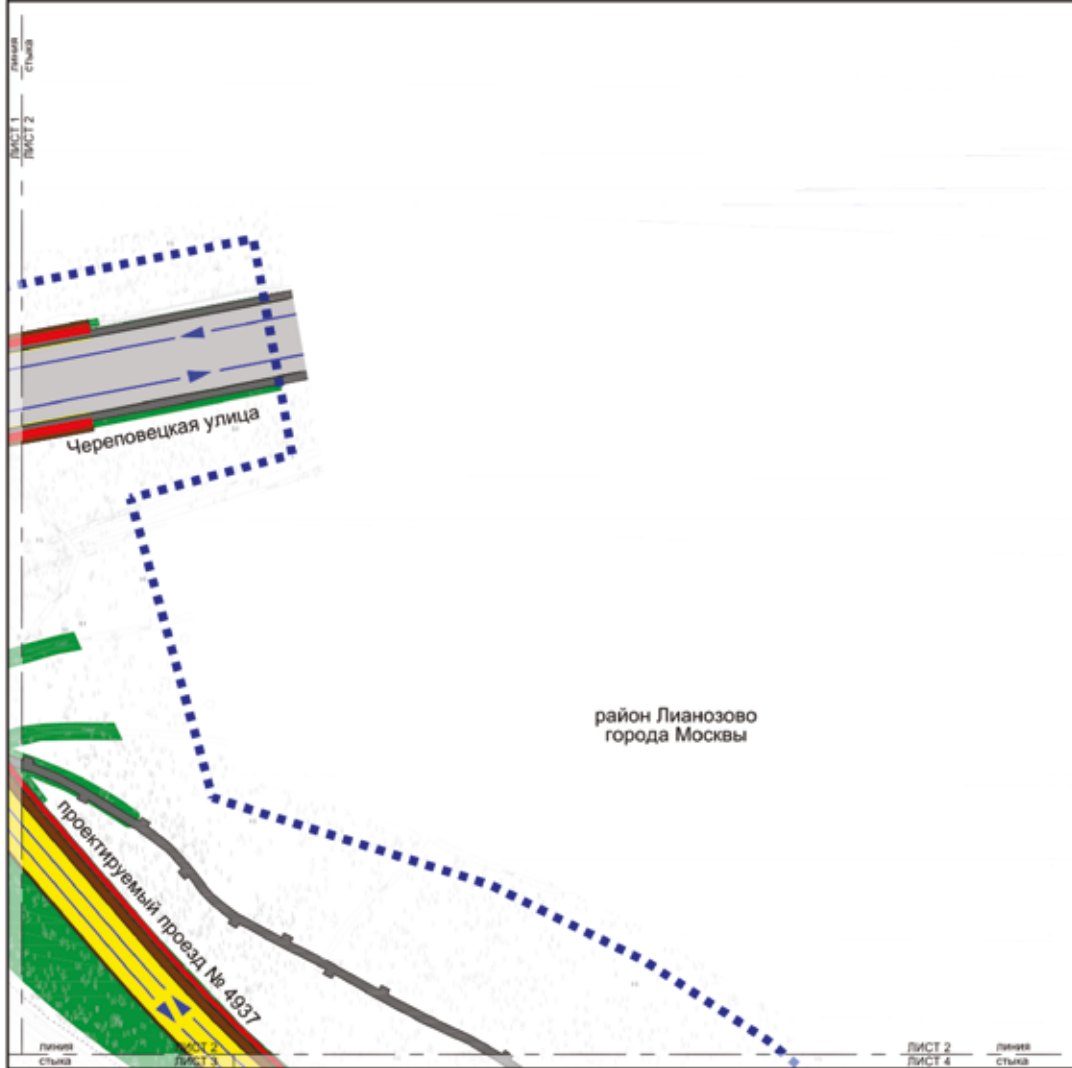 линия
стыка
ЛИСТ 1
ЛИСТ 2
Череповецкая улица
район Лианозово
города Москвы
проектируемый проезд № 4937
линия
стыка
ЛИСТ 2
ЛИСТ 3
ЛИСТ 2
ЛИСТ 4
линия
стыка